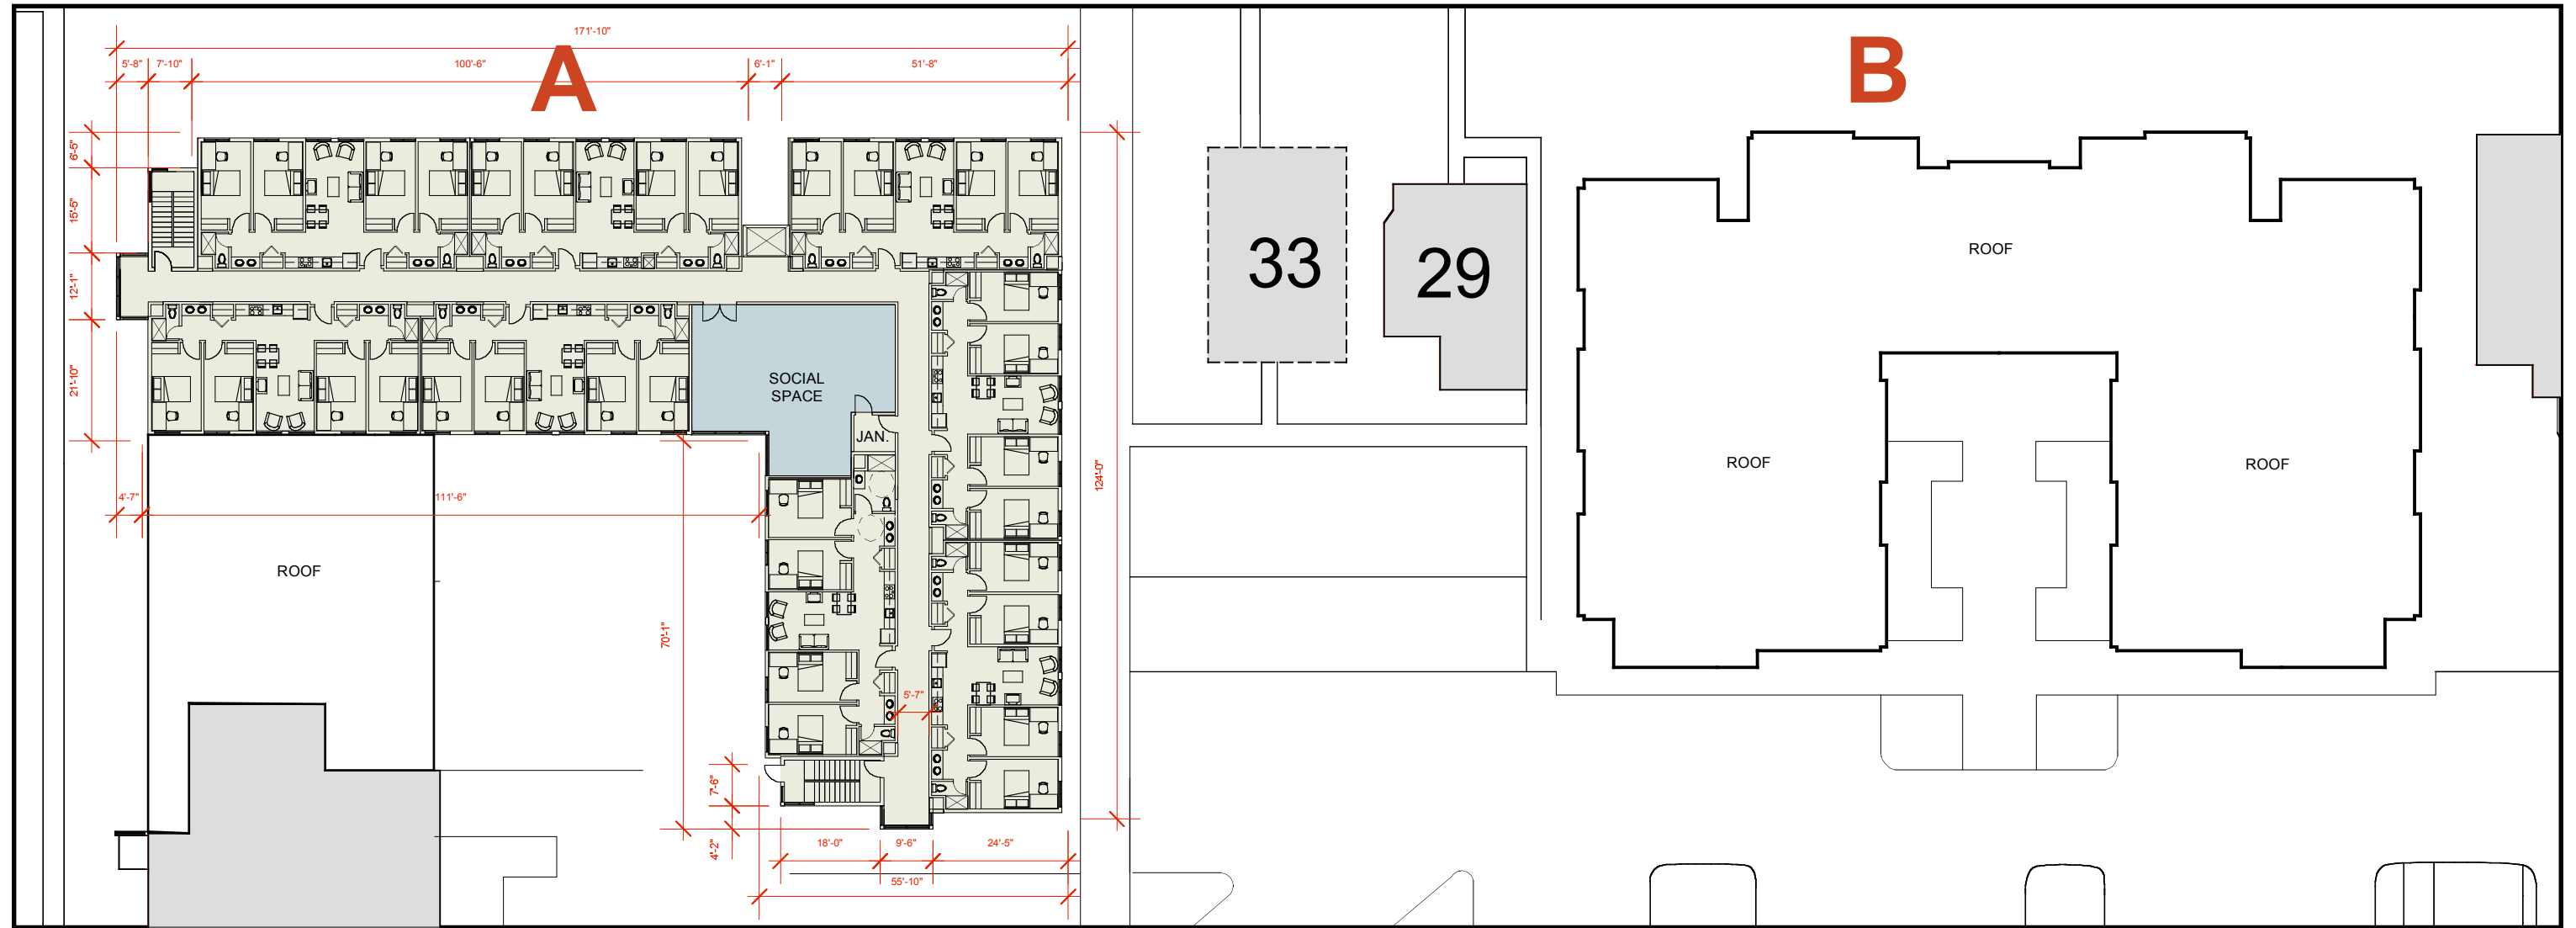 171'-10"
A
B
5'-8"
7'-10"
100'-6"
6'-1"
51'-8"
6'-5"
15'-5"
12'-1"
21'-10"
33
29
ROOF
SOCIAL
SPACE
JAN.
ROOF
ROOF
124'-0"
4'-7"
111'-6"
ROOF
70'-1"
5'-7"
7'-6"
4'-2"
18'-0"
9'-6"
24'-5"
55'-10"